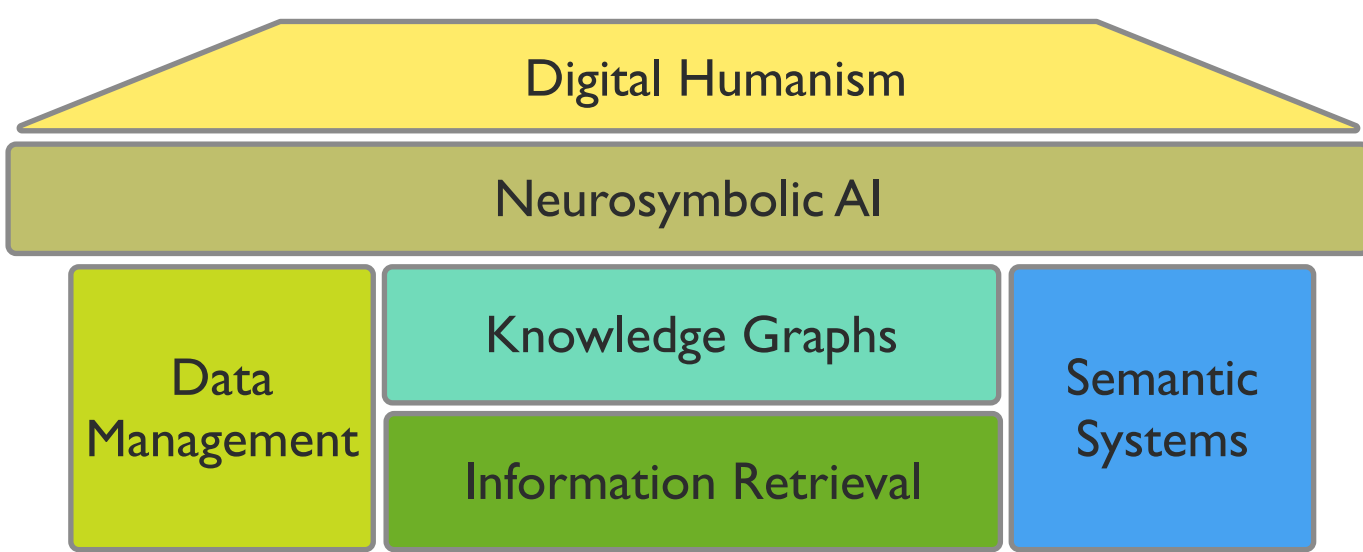 Digital Humanism
Neurosymbolic AI
Data
Management
Knowledge Graphs
Information Retrieval
Semantic
Systems